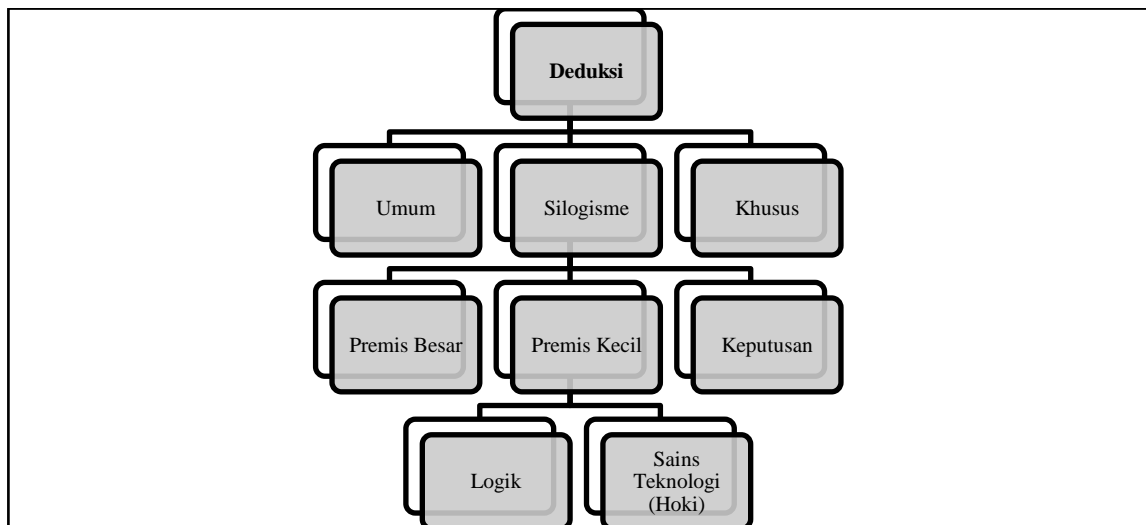 Deduksi
Umum
Silogisme
Khusus
Premis Besar
Premis Kecil
Keputusan
Logik
Sains
Teknologi
(Hoki)